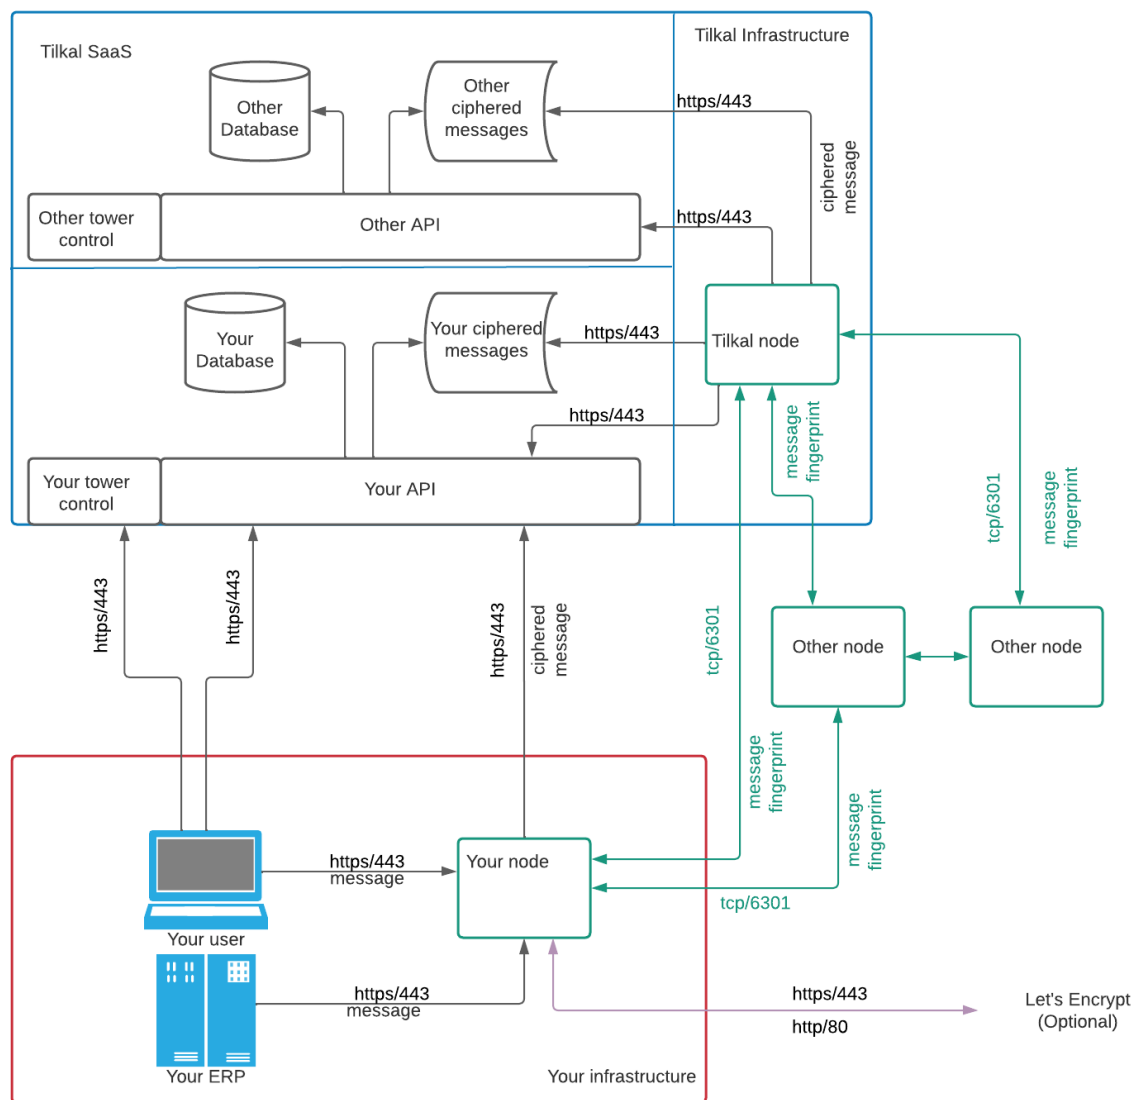 Tilkal SaaS
Tilkal Infrastructure
Other
Database
Other
ciphered
messages
https/443
ciphered
message
Other tower
control
Other API
https/443
Your
Database
Your ciphered
messages
https/443
Tilkal node
https/443
message
fingerprint
Your tower
control
Your API
tcp/6301
message
fingerprint
https/443
https/443
https/443
ciphered
message
tcp/6301
Other node
Other node
message
fingerprint
message
fingerprint
https/443
message
Your node
tcp/6301
Your user
https/443
message
https/443
http/80
Let's Encrypt
(Optional)
Your ERP
Your infrastructure